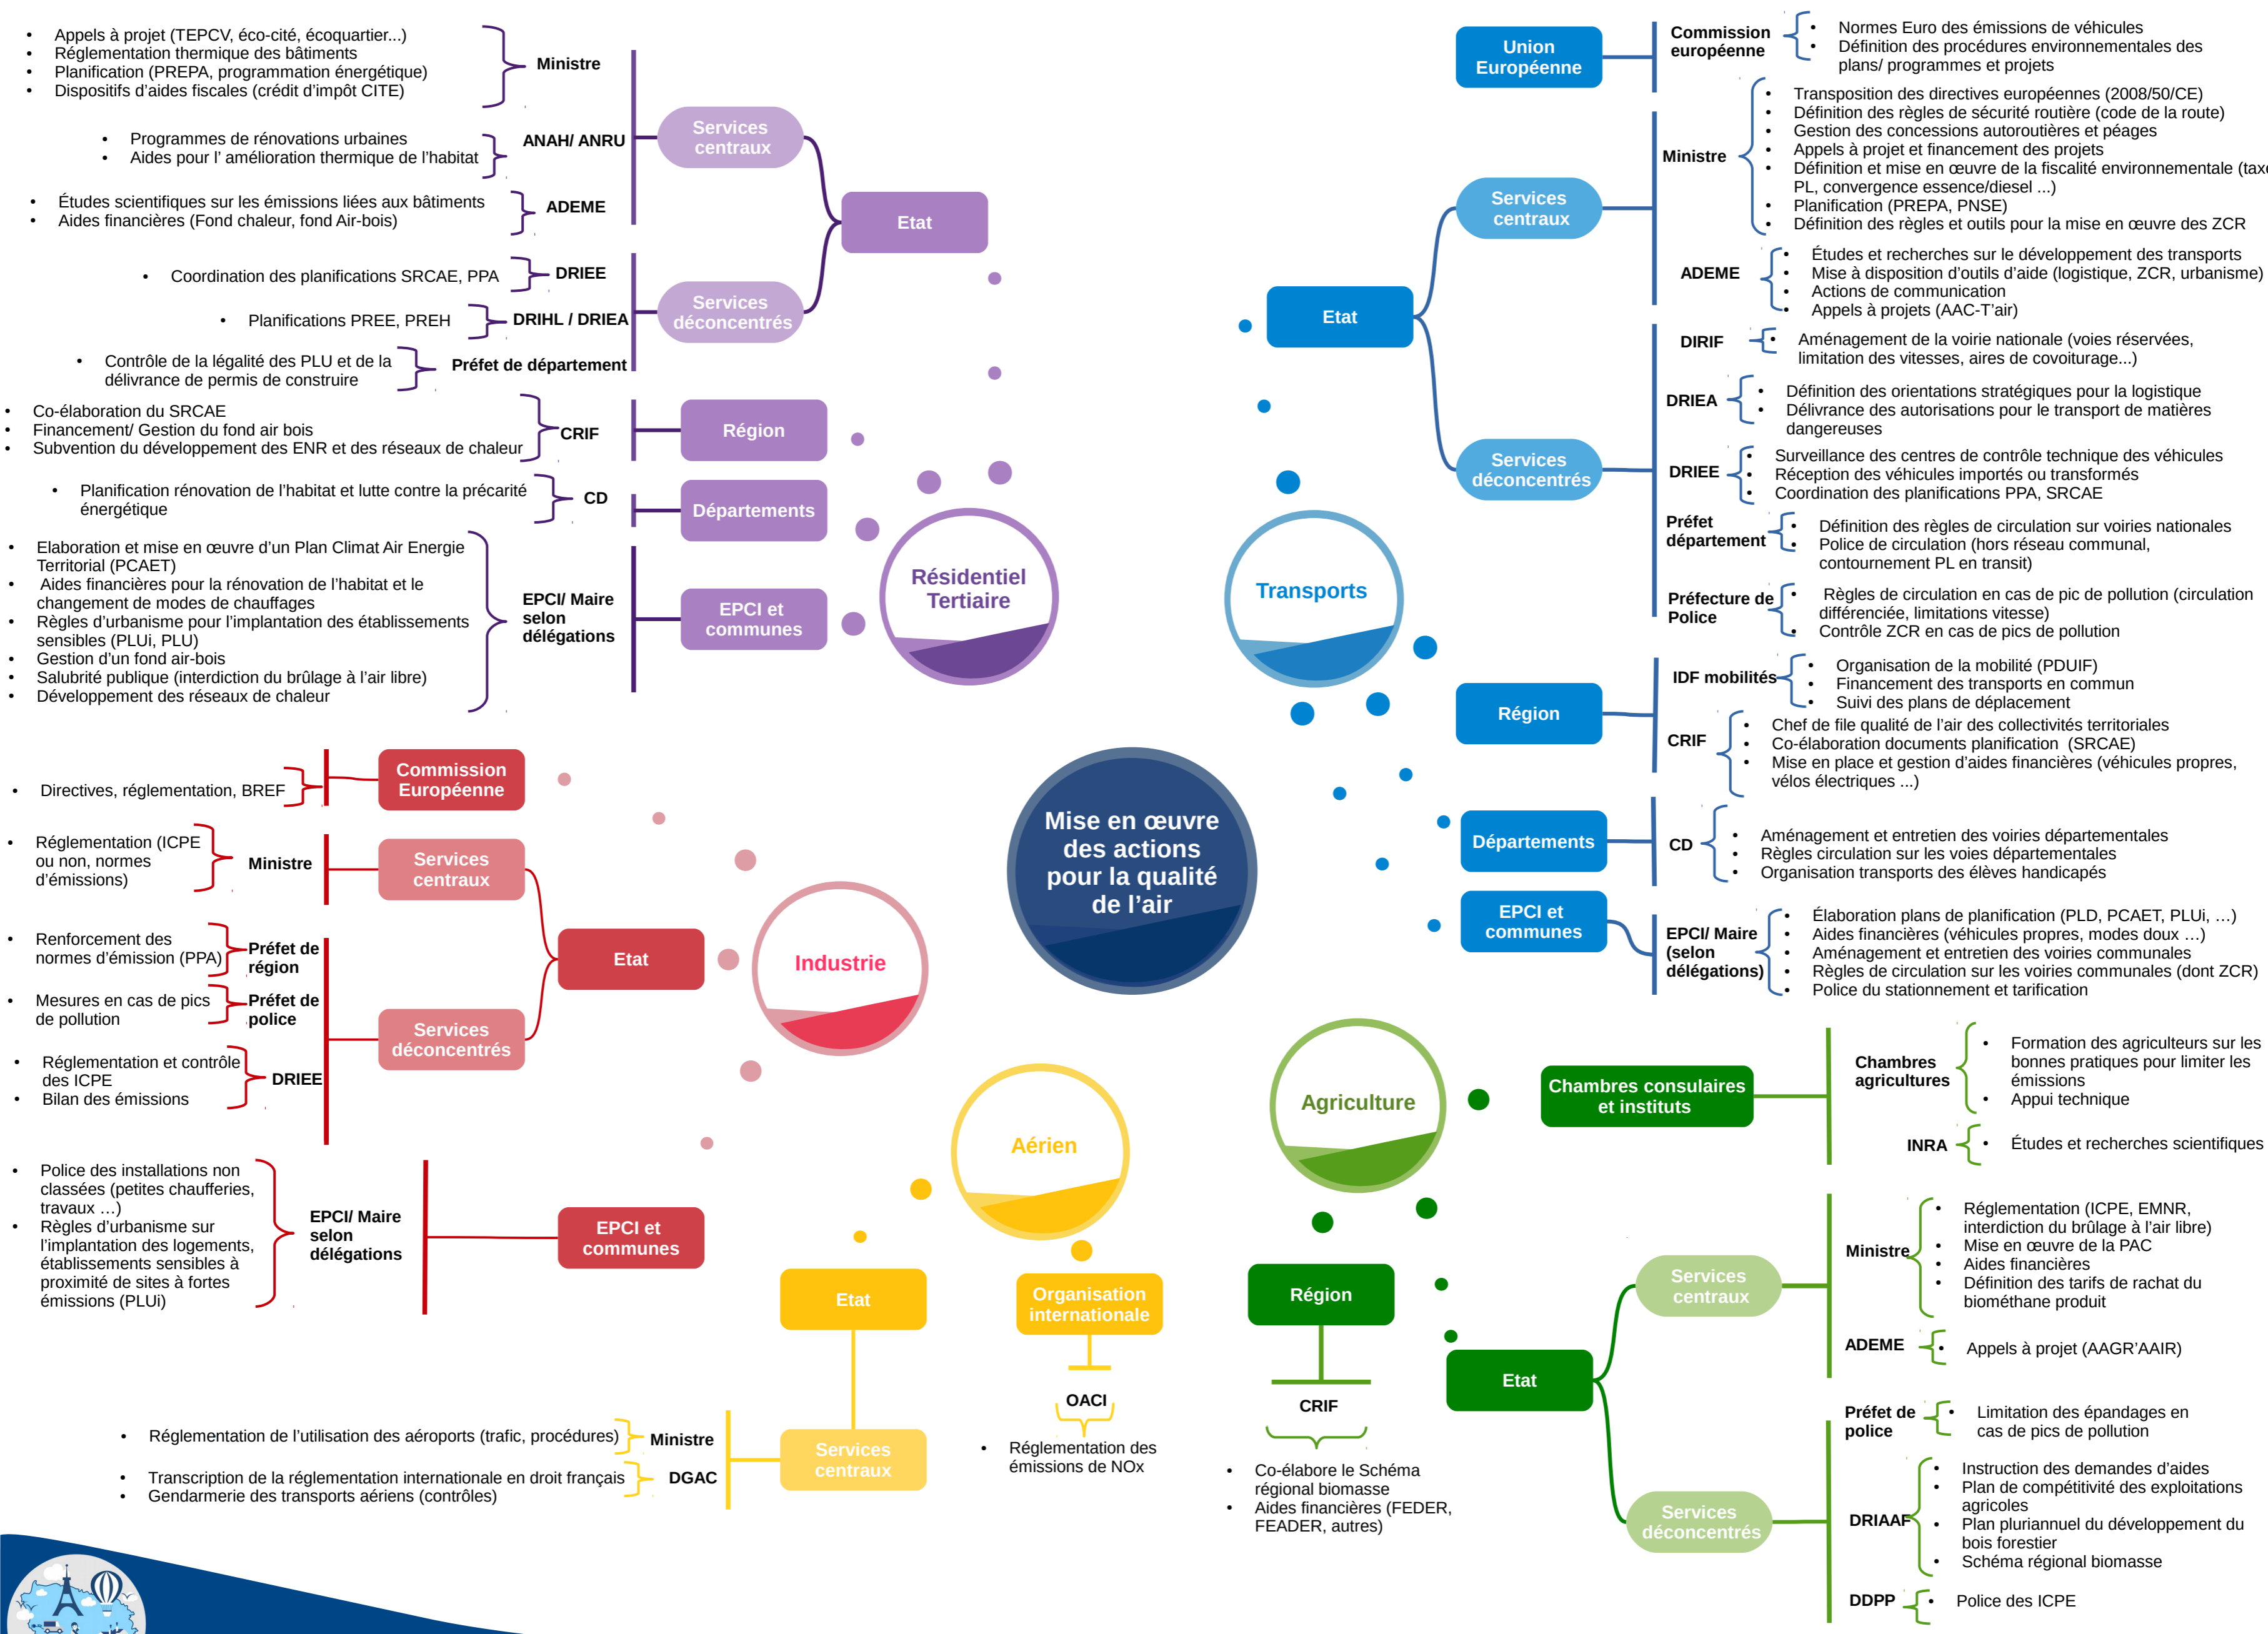 Mise en œuvre
des actions
pour la qualité
de l’air
Résidentiel
Tertiaire
Etat
Services
centraux
Ministre
• Appels à projet (TEPCV, éco-cité, écoquartier...)
• Réglementation thermique des bâtiments
• Planification (PREPA, programmation énergétique)
• Dispositifs d’aides fiscales (crédit d’impôt CITE)
ANAH/ ANRU
• Programmes de rénovations urbaines
• Aides pour l’ amélioration thermique de l’habitat
ADEME
• Études scientifiques sur les émissions liées aux bâtiments
• Aides financières (Fond chaleur, fond Air-bois)
Services
déconcentrés
DRIEE
• Coordination des planifications SRCAE, PPA
DRIHL / DRIEA
• Planifications PREE, PREH
Préfet de département
• Contrôle de la légalité des PLU et de la
délivrance de permis de construire
Région
CRIF
• Co-élaboration du SRCAE
• Financement/ Gestion du fond air bois
• Subvention du développement des ENR et des réseaux de chaleur
Départements
CD
• Planification rénovation de l’habitat et lutte contre la précarité
énergétique
EPCI et
communes
EPCI/ Maire
selon
délégations
• Elaboration et mise en œuvre d’un Plan Climat Air Energie
Territorial (PCAET)
• Aides financières pour la rénovation de l’habitat et le
changement de modes de chauffages
• Règles d’urbanisme pour l’implantation des établissements
sensibles (PLUi, PLU)
• Gestion d’un fond air-bois
• Salubrité publique (interdiction du brûlage à l’air libre)
• Développement des réseaux de chaleur
Transports
Union
Européenne
Commission
européenne
• Normes Euro des émissions de véhicules
• Définition des procédures environnementales des
plans/ programmes et projets
Etat
Services
centraux
Ministre
• Transposition des directives européennes (2008/50/CE)
• Définition des règles de sécurité routière (code de la route)
• Gestion des concessions autoroutières et péages
• Appels à projet et financement des projets
• Définition et mise en œuvre de la fiscalité environnementale (taxe
PL, convergence essence/diesel ...)
• Planification (PREPA, PNSE)
• Définition des règles et outils pour la mise en œuvre des ZCR
ADEME
• Études et recherches sur le développement des transports
• Mise à disposition d’outils d’aide (logistique, ZCR, urbanisme)
• Actions de communication
• Appels à projets (AAC-T’air)
Services
déconcentrés
DIRIF
• Aménagement de la voirie nationale (voies réservées,
limitation des vitesses, aires de covoiturage...)
DRIEA
• Définition des orientations stratégiques pour la logistique
• Délivrance des autorisations pour le transport de matières
dangereuses
DRIEE
• Surveillance des centres de contrôle technique des véhicules
• Réception des véhicules importés ou transformés
• Coordination des planifications PPA, SRCAE
Préfet
département
• Définition des règles de circulation sur voiries nationales
• Police de circulation (hors réseau communal,
contournement PL en transit)
Préfecture de
Police
• Règles de circulation en cas de pic de pollution (circulation
différenciée, limitations vitesse)
• Contrôle ZCR en cas de pics de pollution
Région
IDF mobilités
• Organisation de la mobilité (PDUIF)
• Financement des transports en commun
• Suivi des plans de déplacement
CRIF
• Chef de file qualité de l’air des collectivités territoriales
• Co-élaboration documents planification (SRCAE)
• Mise en place et gestion d’aides financières (véhicules propres,
vélos électriques ...)
Départements
CD
• Aménagement et entretien des voiries départementales
• Règles circulation sur les voies départementales
• Organisation transports des élèves handicapés
EPCI et
communes
EPCI/ Maire
(selon
délégations)
• Élaboration plans de planification (PLD, PCAET, PLUi, …)
• Aides financières (véhicules propres, modes doux …)
• Aménagement et entretien des voiries communales
• Règles de circulation sur les voiries communales (dont ZCR)
• Police du stationnement et tarification
Industrie
Commission
Européenne
• Directives, réglementation, BREF
Etat
Services
centraux
Ministre
• Réglementation (ICPE
ou non, normes
d’émissions)
Services
déconcentrés
Préfet de
région
• Renforcement des
normes d’émission (PPA)
Préfet de
police
• Mesures en cas de pics
de pollution
DRIEE
• Réglementation et contrôle
des ICPE
• Bilan des émissions
EPCI et
communes
EPCI/ Maire
selon
délégations
• Police des installations non
classées (petites chaufferies,
travaux …)
• Règles d’urbanisme sur
l’implantation des logements,
établissements sensibles à
proximité de sites à fortes
émissions (PLUi)
Aérien
Etat
Services
centraux
Ministre
• Réglementation de l’utilisation des aéroports (trafic, procédures)
DGAC
• Transcription de la réglementation internationale en droit français
• Gendarmerie des transports aériens (contrôles)
Organisation
internationale
OACI
• Réglementation des
émissions de NOx
Agriculture
Chambres consulaires
et instituts
Chambres
agricultures
• Formation des agriculteurs sur les
bonnes pratiques pour limiter les
émissions
• Appui technique
INRA
• Études et recherches scientifiques
Région
CRIF
• Co-élabore le Schéma
régional biomasse
• Aides financières (FEDER,
FEADER, autres)
Etat
Services
centraux
Ministre
• Réglementation (ICPE, EMNR,
interdiction du brûlage à l’air libre)
• Mise en œuvre de la PAC
• Aides financières
• Définition des tarifs de rachat du
biométhane produit
ADEME
• Appels à projet (AAGR’AAIR)
Services
déconcentrés
Préfet de
police
• Limitation des épandages en
cas de pics de pollution
DRIAAF
• Instruction des demandes d’aides
• Plan de compétitivité des exploitations
agricoles
• Plan pluriannuel du développement du
bois forestier
• Schéma régional biomasse
DDPP
• Police des ICPE